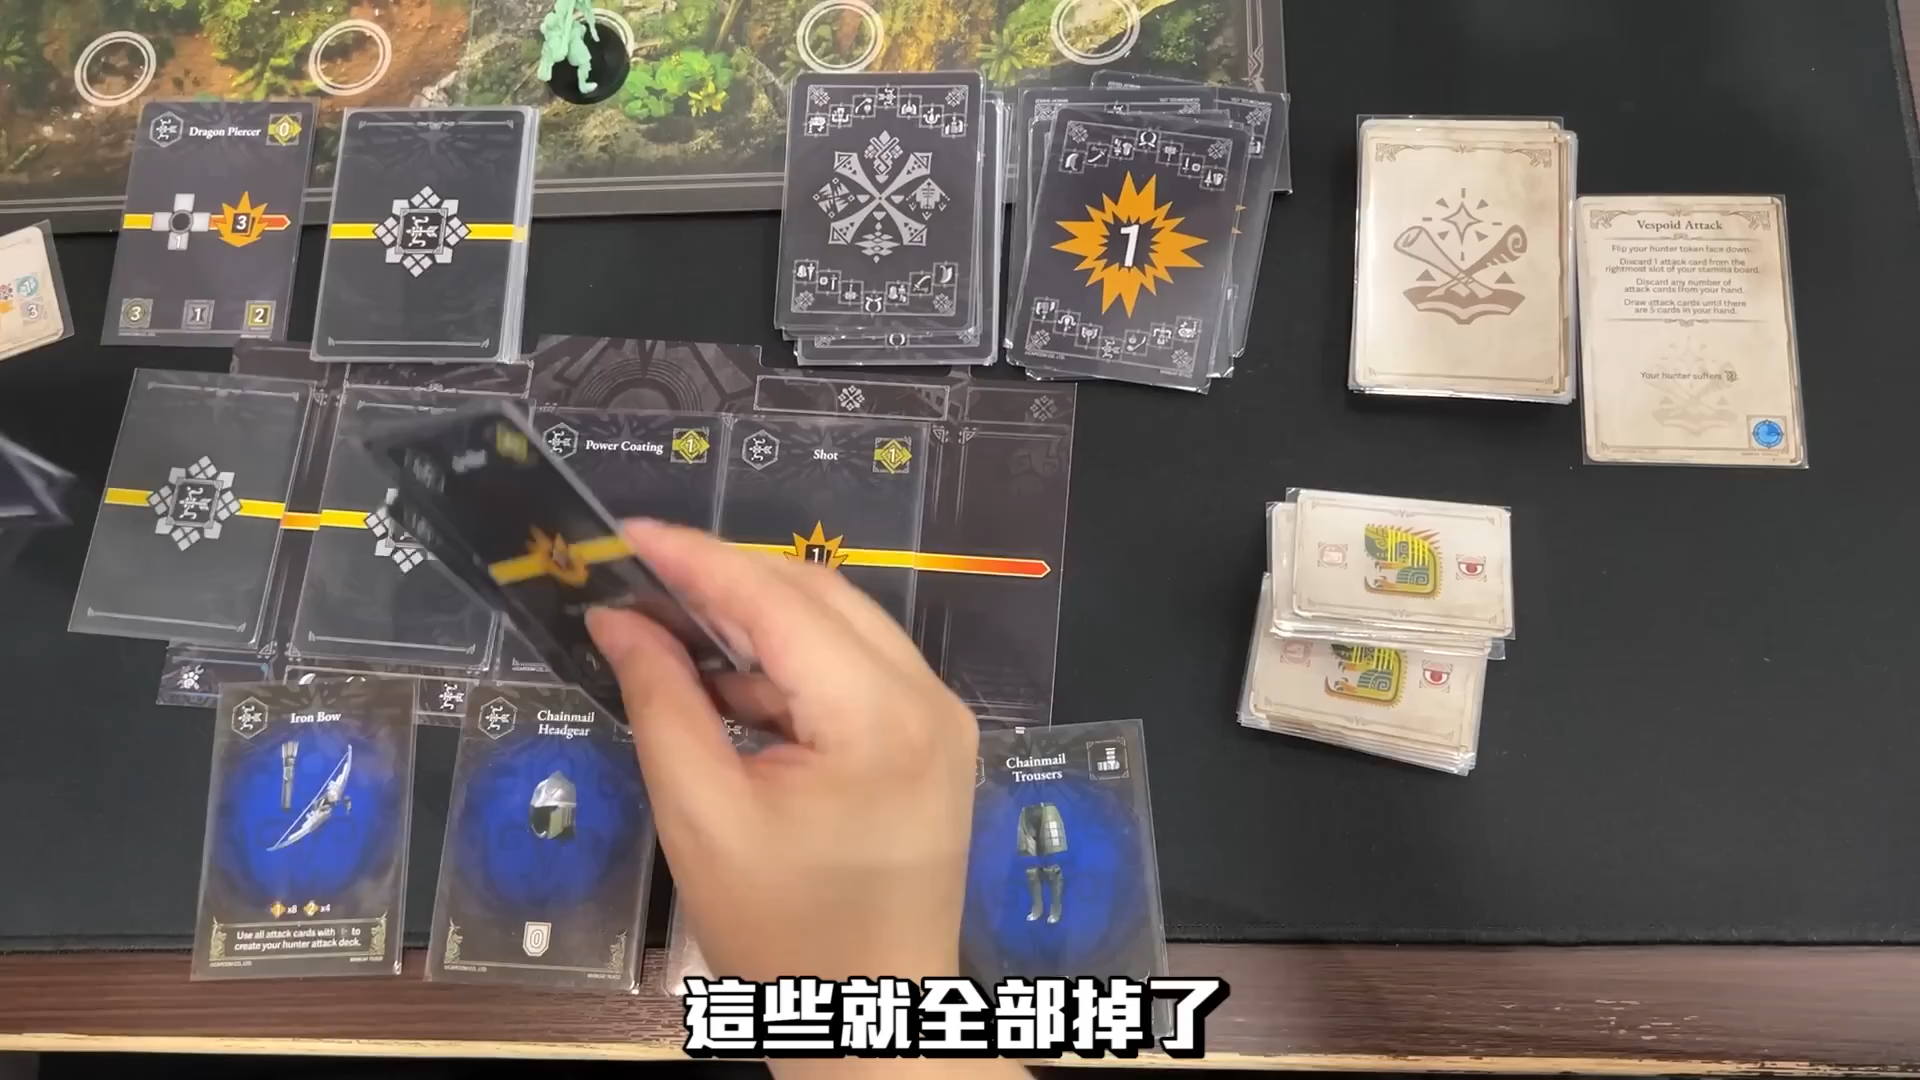 Dragon Piercer
0
3
1
3
1
2
1
3
Vespoid Attack
Flip your hunter token face down.
Discard 1 attack card from the
rightmost slot of your stamina board.
Discard any number of
attack cards from your hand.
Draw attack cards until there
are 5 cards in your hand.
Your hunter suffers
Power Coating
1
Shot
1
1
Iron Bow
1 x8 2 x4
Use all attack cards with
to
create your hunter attack deck.
Chainmail
Headgear
0
Chainmail
Trousers
這些就全部掉了